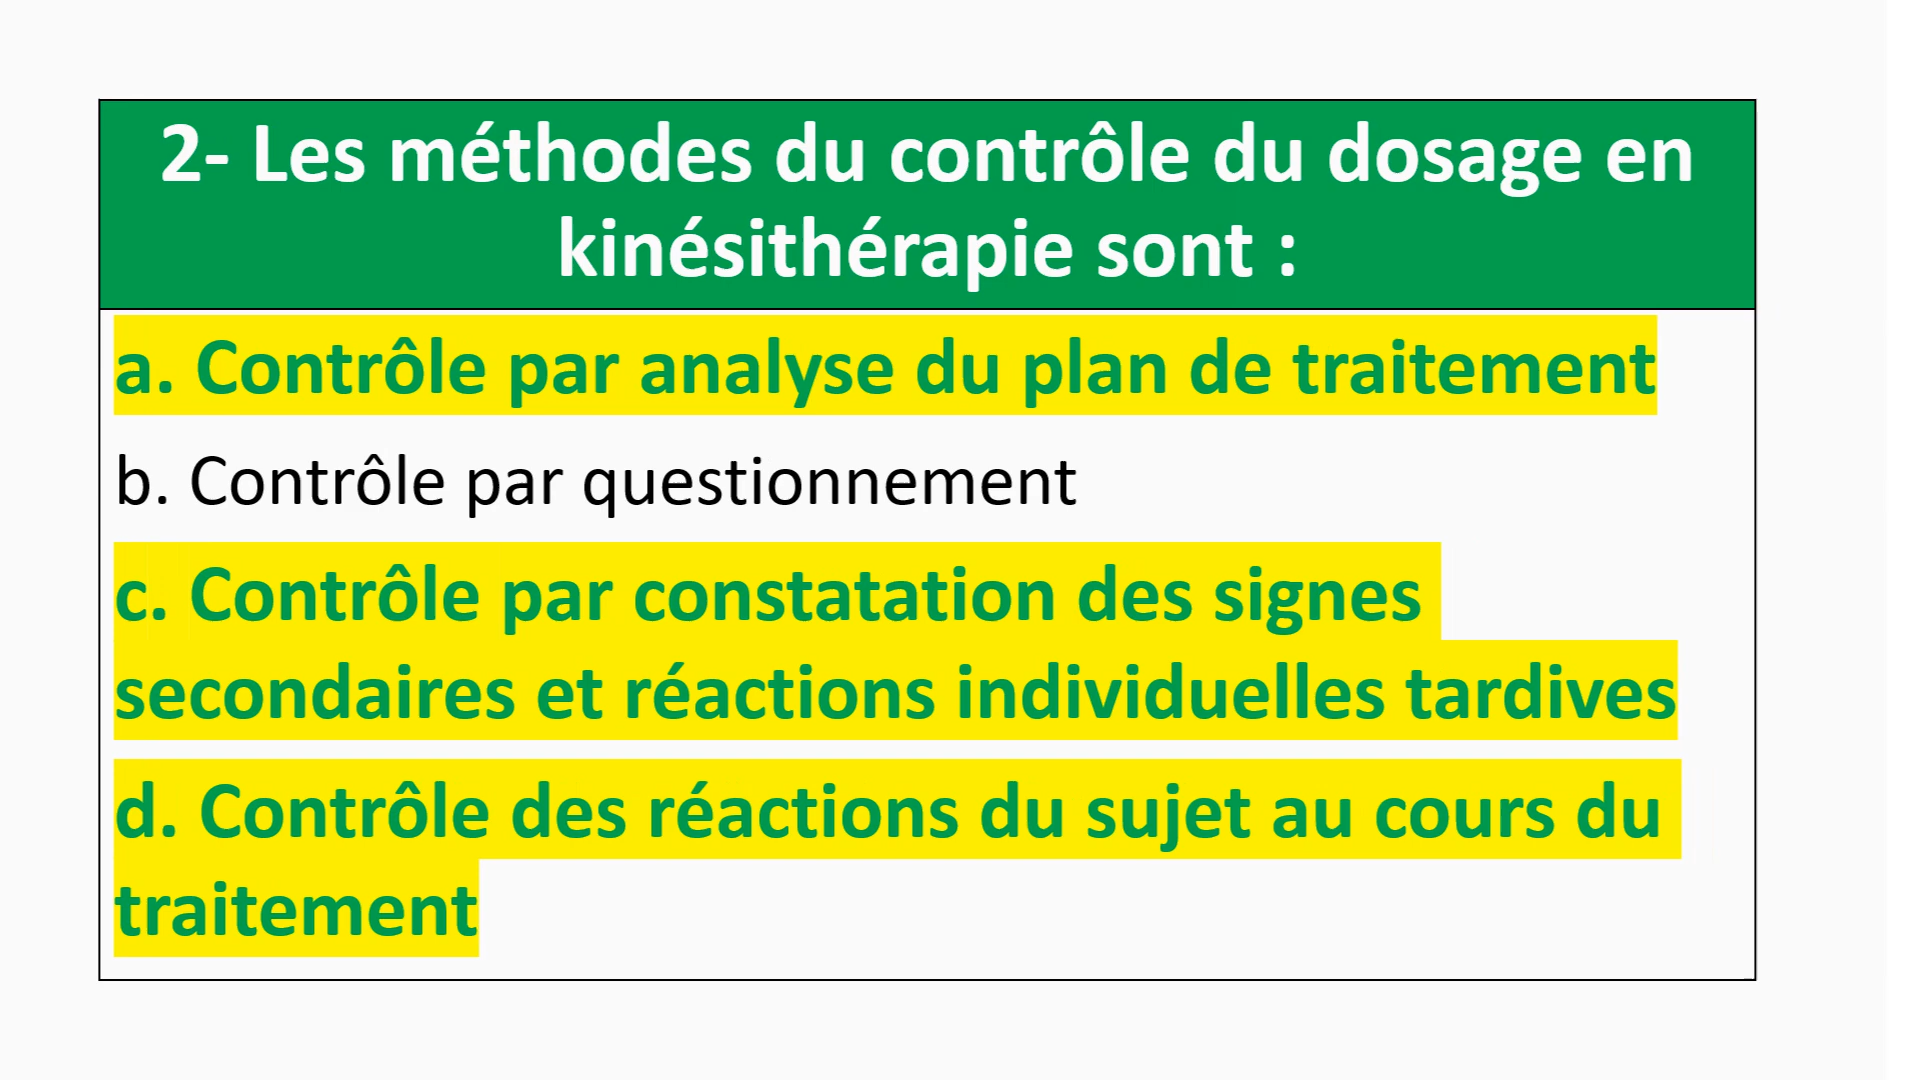 2- Les méthodes du contrôle du dosage en
kinésithérapie sont :
a. Contrôle par analyse du plan de traitement
b. Contrôle par questionnement
c. Contrôle par constatation des signes
secondaires et réactions individuelles tardives
d. Contrôle des réactions du sujet au cours du
traitement